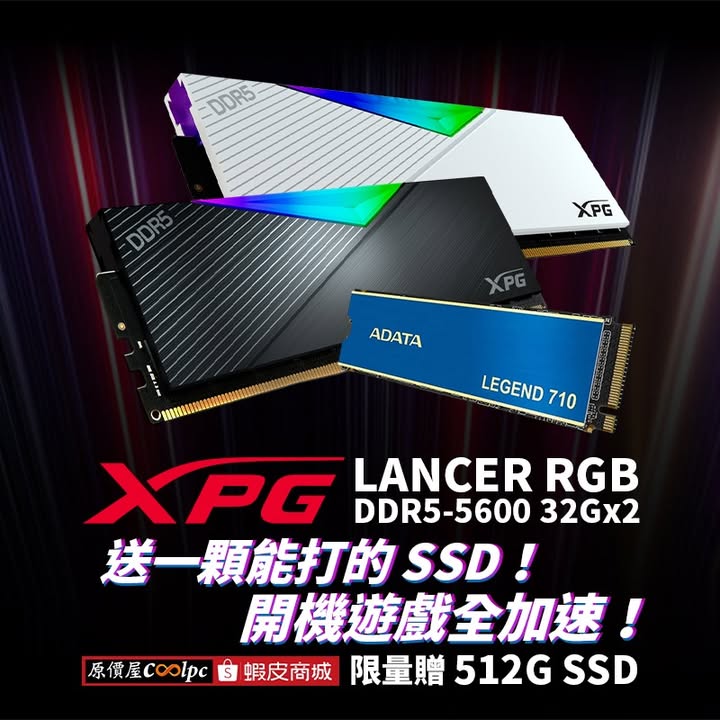 DDR5
XPG
DDR5
XPG
ADATA
LEGEND 710
XPG LANCER RGB
DDR5-5600 32Gx2
送一顆能打的 SSD！
開機遊戲全加速！
原價屋coolpc 蝦皮商城 限量贈 512G SSD